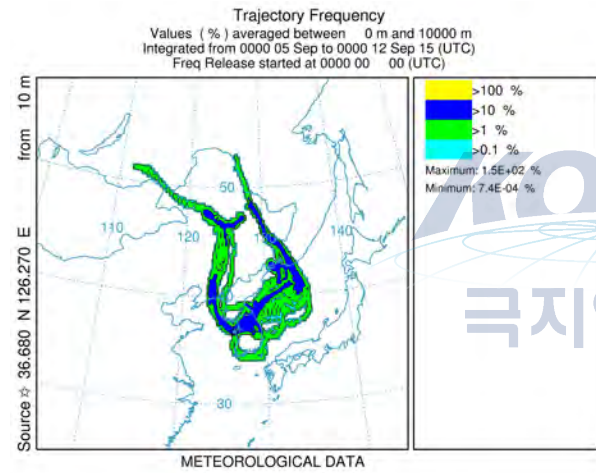 Trajectory Frequency
Values ( % ) averaged between 0 m and 10000 m
Integrated from 0000 05 Sep to 0000 12 Sep 15 (UTC)
Freq Release started at 0000 00 00 (UTC)
Source ☆ 36.680 N 126.270 E from 10 m
>100 %
>10 %
>1 %
>0.1 %
Maximum: 1.5E+02 %
Minimum: 7.4E-04 %
50
110
120
140
30
METEOROLOGICAL DATA
극지